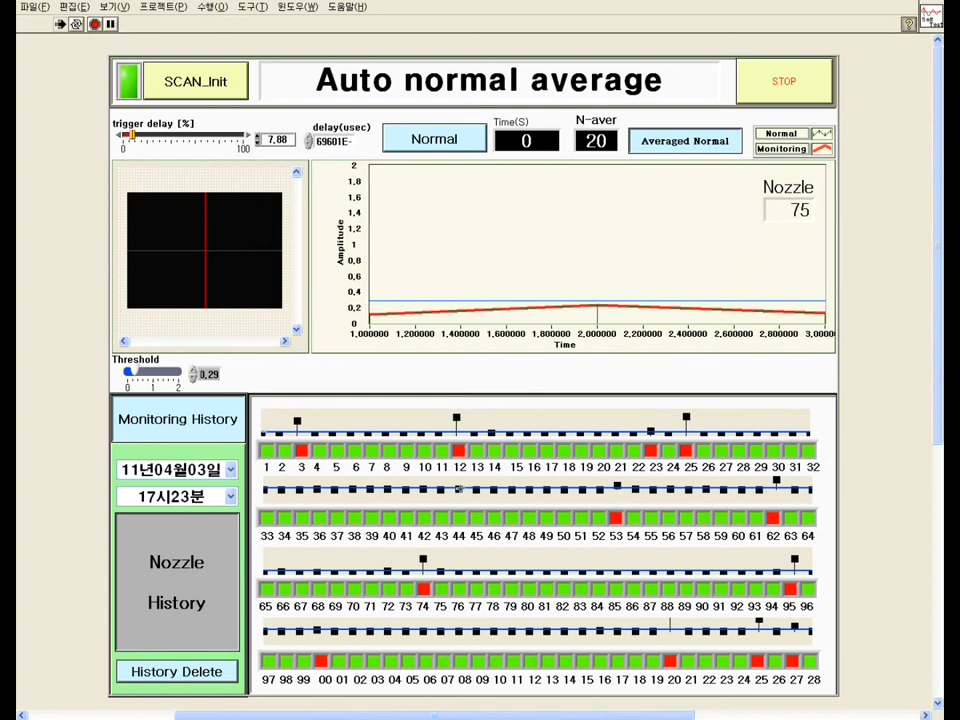 파일(F) 편집(E) 보기(V) 프로젝트(P) 수행(O) 도구(T) 윈도우(W) 도움말(H)
SCAN_Init
Auto normal average
STOP
trigger delay [%]
0 100
7.88
delay(usec)
69601E-
Normal
Time(S)
0
N-aver
20
Averaged Normal
Normal
Monitoring
Nozzle
75
Amplitude
2
1.8
1.6
1.4
1.2
1
0.8
0.6
0.4
0.2
0
1,000000 1,200000 1,400000 1,600000 1,800000 2,000000 2,200000 2,400000 2,600000 2,800000 3,0000
Time
Threshold
0 1 2
0.29
Monitoring History
11년04월03일
17시23분
Nozzle
History
History Delete
1 2 3 4 5 6 7 8 9 10 11 12 13 14 15 16 17 18 19 20 21 22 23 24 25 26 27 28 29 30 31 32
33 34 35 36 37 38 39 40 41 42 43 44 45 46 47 48 49 50 51 52 53 54 55 56 57 58 59 60 61 62 63 64
65 66 67 68 69 70 71 72 73 74 75 76 77 78 79 80 81 82 83 84 85 86 87 88 89 90 91 92 93 94 95 96
97 98 99 00 01 02 03 04 05 06 07 08 09 10 11 12 13 14 15 16 17 18 19 20 21 22 23 24 25 26 27 28